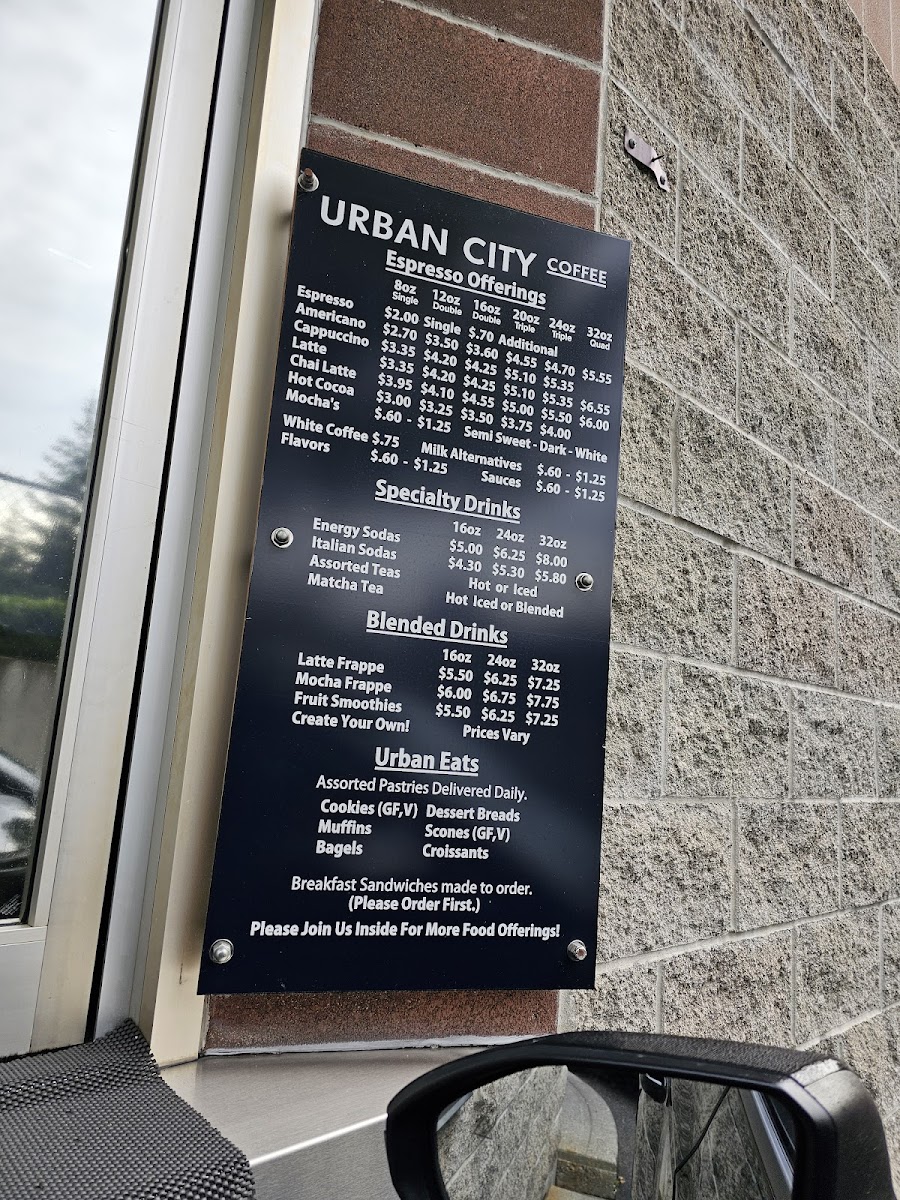 URBAN CITY COFFEE
Espresso Offerings
8oz 12oz 16oz 20oz 24oz 32oz
Single Double Double Triple Triple Quad
Espresso $2.00 Single $.70 Additional
Americano $2.70 $3.50 $3.60 $4.55 $4.70 $5.55
Cappuccino $3.35 $4.20 $4.25 $5.10 $5.35
Latte $3.35 $4.20 $4.25 $5.10 $5.35 $6.55
Chai Latte $3.95 $4.10 $4.55 $5.00 $5.50 $6.00
Hot Cocoa $3.00 $3.25 $3.50 $3.75 $4.00
Mocha's $.60 - $1.25 Semi Sweet - Dark - White
White Coffee $.75 Milk Alternatives $.60 - $1.25
Flavors $.60 - $1.25 Sauces $.60 - $1.25
Specialty Drinks
16oz 24oz 32oz
Energy Sodas $5.00 $6.25 $8.00
Italian Sodas $4.30 $5.30 $5.80
Assorted Teas Hot or Iced
Matcha Tea Hot Iced or Blended
Blended Drinks
16oz 24oz 32oz
Latte Frappe $5.50 $6.25 $7.25
Mocha Frappe $6.00 $6.75 $7.75
Fruit Smoothies $5.50 $6.25 $7.25
Create Your Own! Prices Vary
Urban Eats
Assorted Pastries Delivered Daily.
Cookies (GF,V) Dessert Breads
Muffins Scones (GF,V)
Bagels Croissants
Breakfast Sandwiches made to order.
(Please Order First.)
Please Join Us Inside For More Food Offerings!